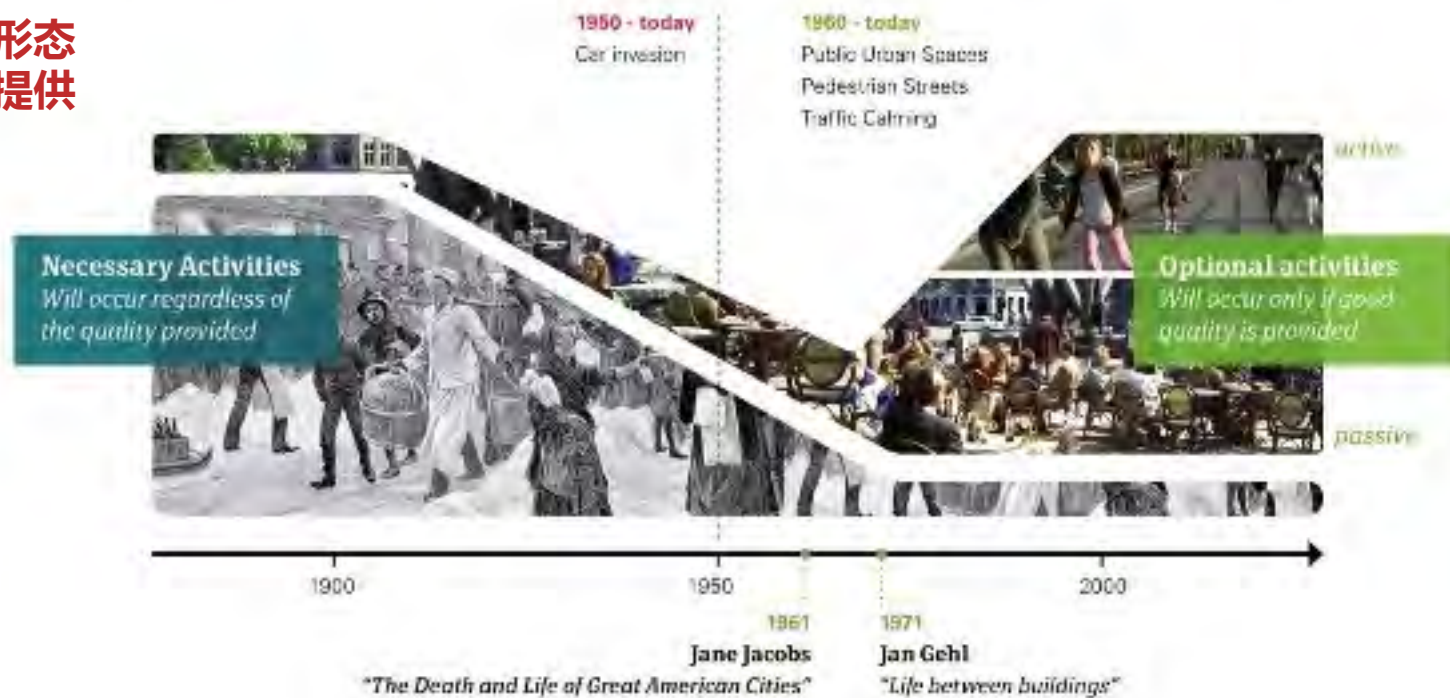 形态
提供
1950 - today
Car invasion
1960 - today
Public Urban Spaces
Pedestrian Streets
Traffic Calming
active
Necessary Activities
Will occur regardless of
the quality provided
Optional activities
Will occur only if good
quality is provided
passive
1900
1950
2000
1961
Jane Jacobs
"The Death and Life of Great American Cities"
1971
Jan Gehl
"Life between buildings"